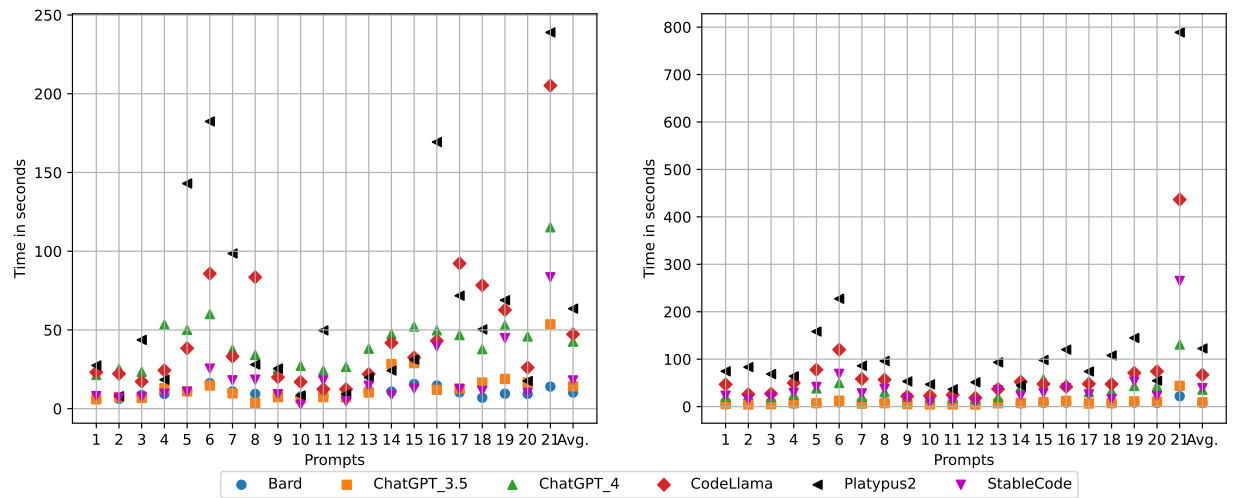 250
200
150
100
50
0
Time in seconds
1 2 3 4 5 6 7 8 9 10 11 12 13 14 15 16 17 18 19 20 21 Avg.
Prompts
800
700
600
500
400
300
200
100
0
Time in seconds
1 2 3 4 5 6 7 8 9 10 11 12 13 14 15 16 17 18 19 20 21 Avg.
Prompts
Bard ChatGPT_3.5 ChatGPT_4 CodeLlama Platypus2 StableCode